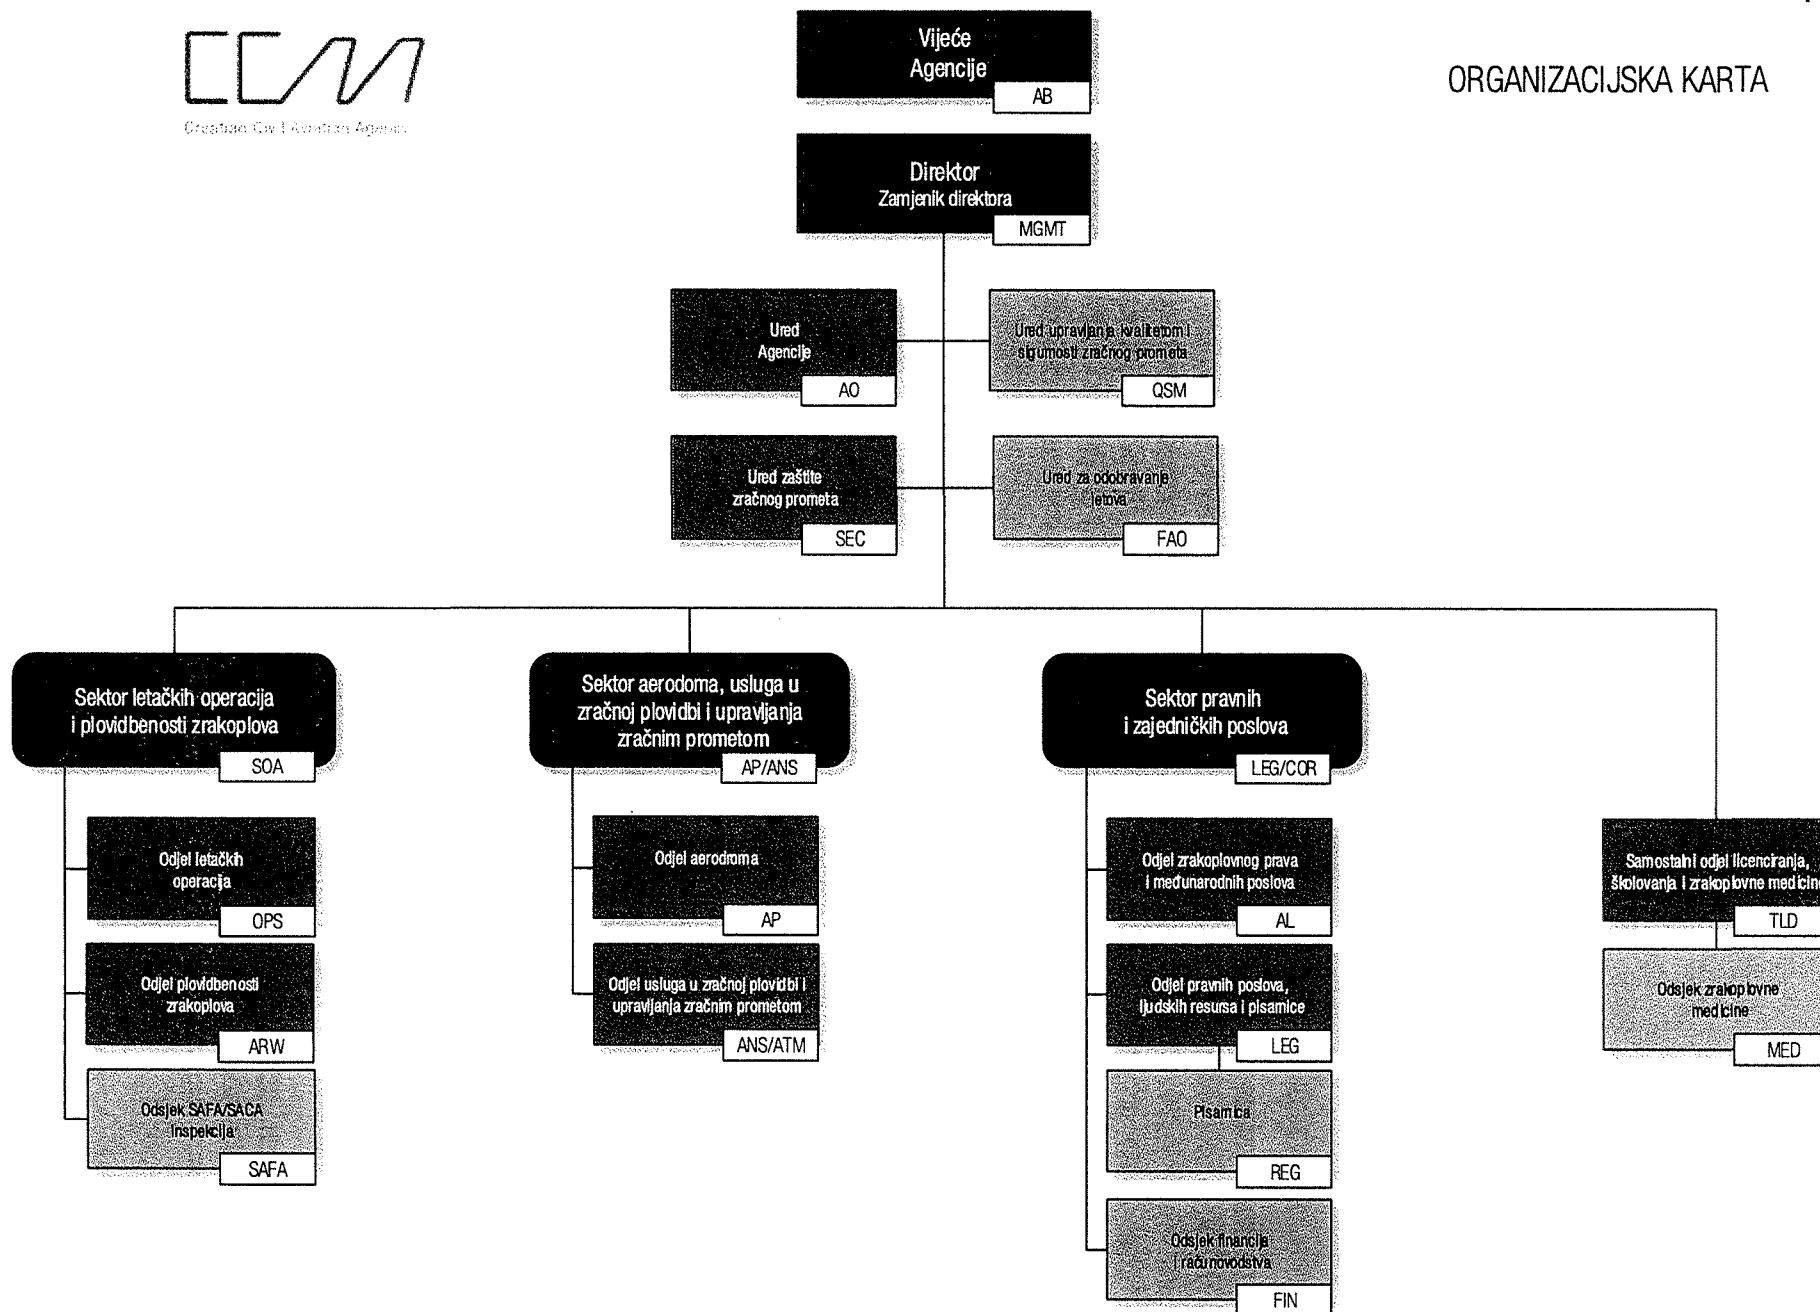 Croatian Civil Aviation Agency
ORGANIZACIJSKA KARTA
Vijeće
Agencije
AB
Direktor
Zamjenik direktora
MGMT
Ured
Agencije
AO
Ured upravljanja kvalitetom i
sigurnosti zračnog prometa
QSM
Ured zaštite
zračnog prometa
SEC
Ured za odobravanje
letova
FAO
Sektor letačkih operacija
i plovidbenosti zrakoplova
SOA
Sektor aerodoma, usluga u
zračnoj plovidbi i upravljanja
zračnim prometom
AP/ANS
Sektor pravnih
i zajedničkih poslova
LEG/COR
Odjel letačkih
operacija
OPS
Odjel plovidbenosti
zrakoplova
ARW
Odsjek SAFA/SACA
inspekcija
SAFA
Odjel aerodroma
AP
Odjel usluga u zračnoj plovidbi i
upravljanja zračnim prometom
ANS/ATM
Odjel zrakoplovnog prava
i međunarodnih poslova
AL
Odjel pravnih poslova,
ljudskih resursa i pisarnice
LEG
Pisarnica
REG
Odsjek financija
i računovodstva
FIN
Samostalni odjel licenciranja,
školovanja i zrakoplovne medicine
TLD
Odsjek zrakoplovne
medicine
MED